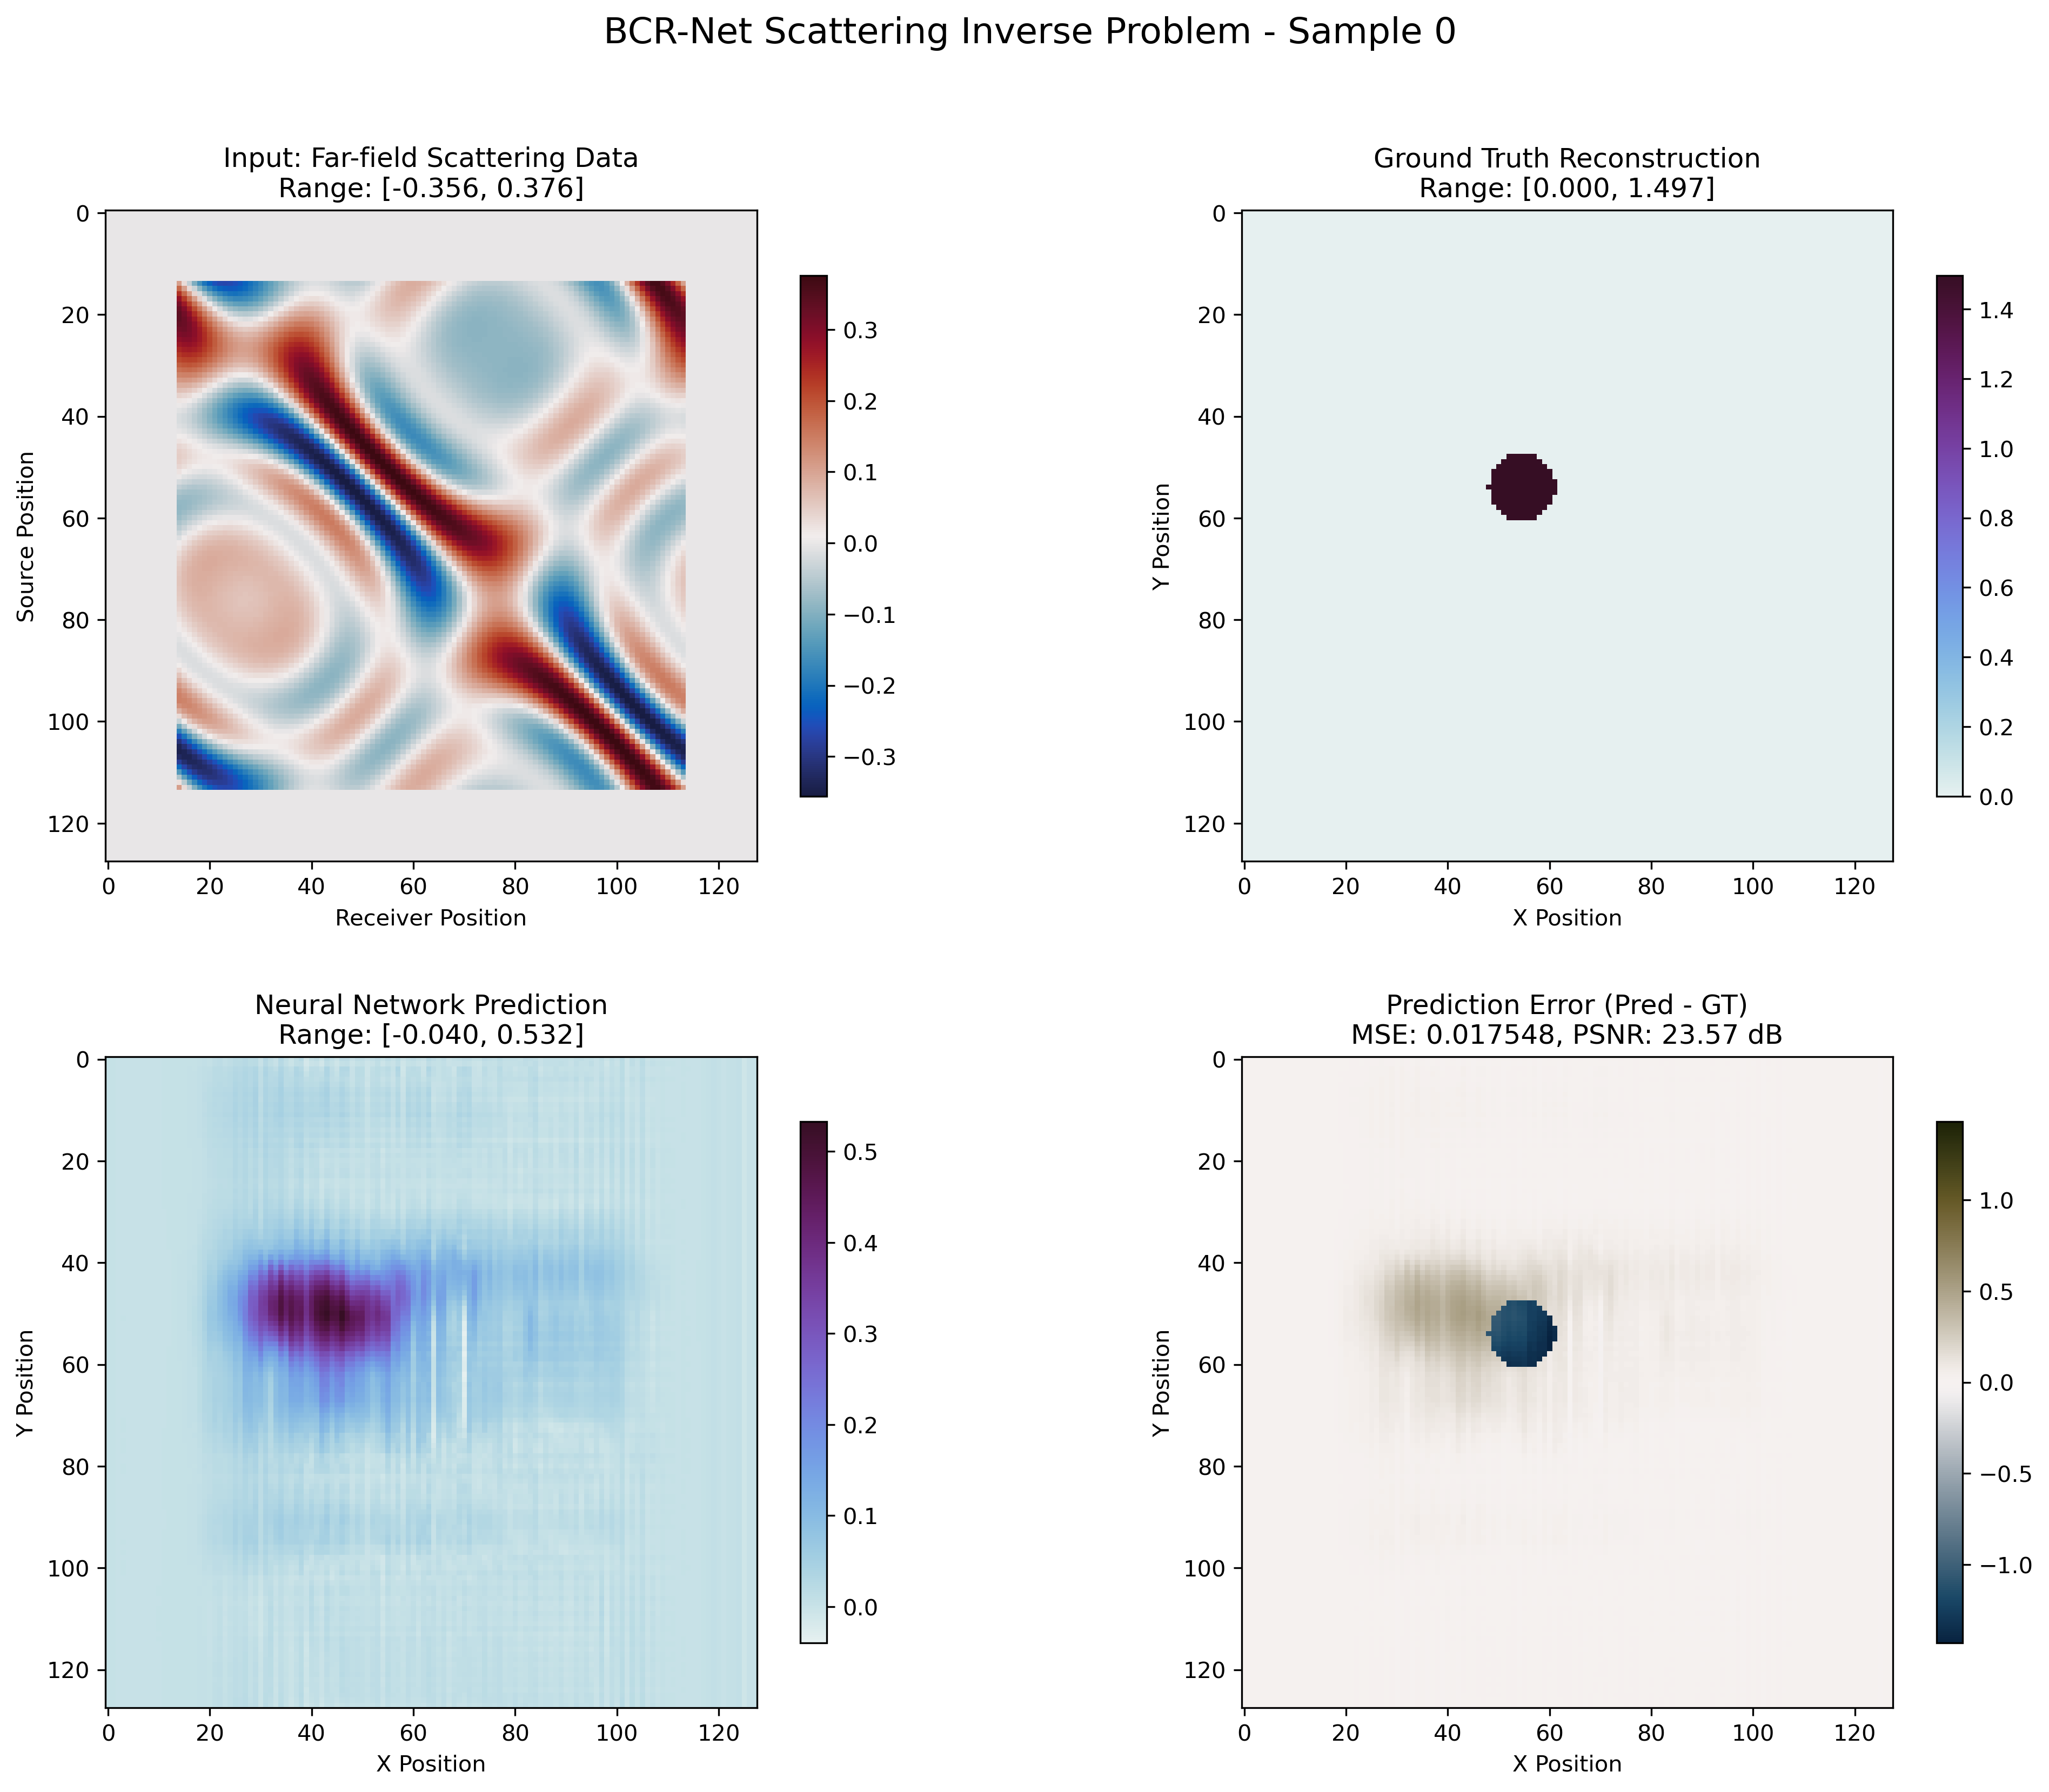 BCR-Net Scattering Inverse Problem - Sample 0
Input: Far-field Scattering Data
Range: [-0.356, 0.376]
0
20
40
60
80
100
120
Source Position
0 20 40 60 80 100 120
Receiver Position
0.3
0.2
0.1
0.0
−0.1
−0.2
−0.3
Ground Truth Reconstruction
Range: [0.000, 1.497]
0
20
40
60
80
100
120
Y Position
0 20 40 60 80 100 120
X Position
1.4
1.2
1.0
0.8
0.6
0.4
0.2
0.0
Neural Network Prediction
Range: [-0.040, 0.532]
0
20
40
60
80
100
120
Y Position
0 20 40 60 80 100 120
X Position
0.5
0.4
0.3
0.2
0.1
0.0
Prediction Error (Pred - GT)
MSE: 0.017548, PSNR: 23.57 dB
0
20
40
60
80
100
120
Y Position
0 20 40 60 80 100 120
X Position
1.0
0.5
0.0
−0.5
−1.0